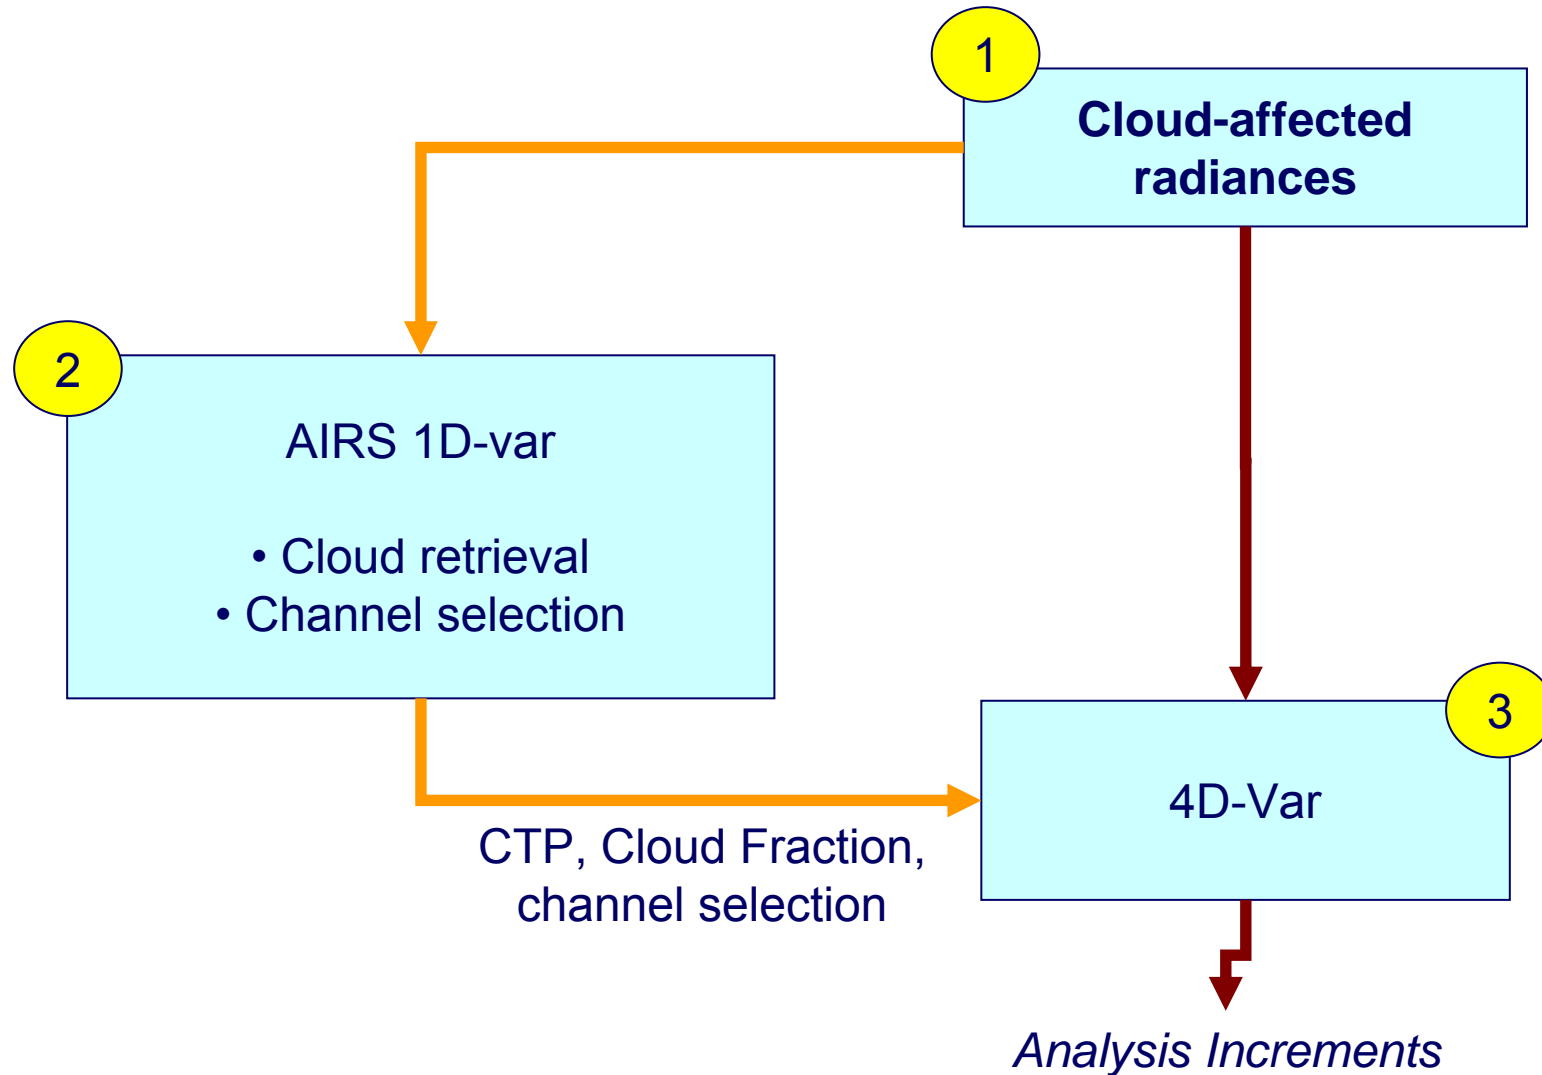 1
Cloud-affected
radiances
2
AIRS 1D-var
• Cloud retrieval
• Channel selection
3
4D-Var
CTP, Cloud Fraction,
channel selection
Analysis Increments